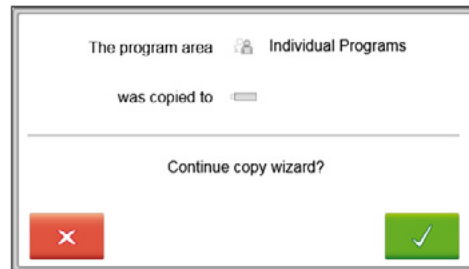 The program area Individual Programs
was copied to
Continue copy wizard?